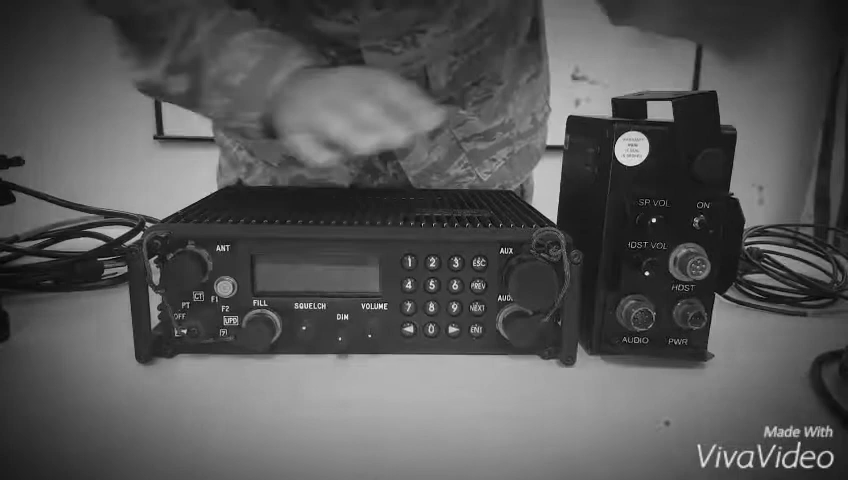 ANT
CT
F1
PT
F2
OFF
UPD
FILL
SQUELCH
DIM
VOLUME
1 2 3 ESC
4 5 6 PREV
7 8 9 NEXT
0 ENT
AUX
SP VOL
ON
HDST VOL
HDST
AUDIO
PWR
Made With
VivaVideo